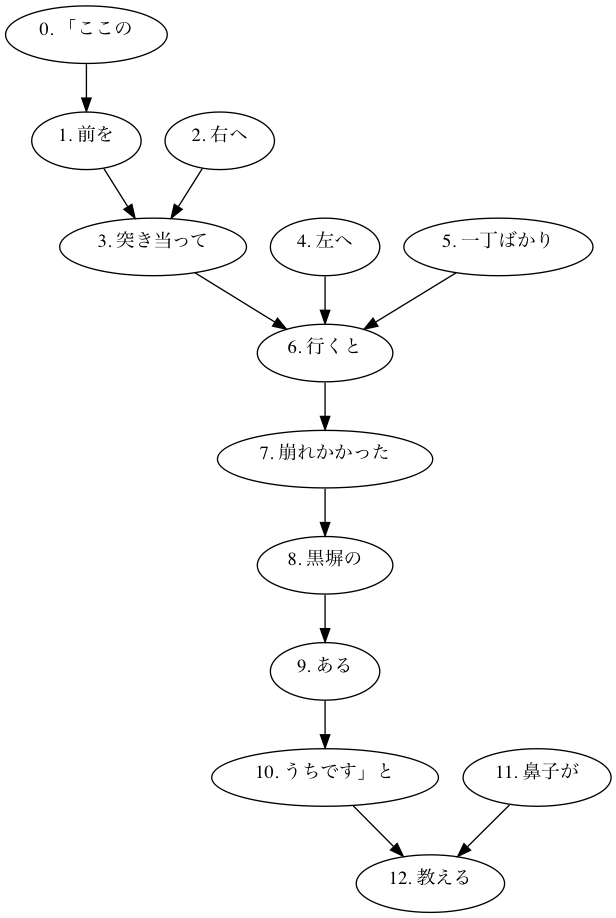 0. 「ここの
1. 前を
2. 右へ
3. 突き当って
4. 左へ
5. 一丁ばかり
6. 行くと
7. 崩れかかった
8. 黒塀の
9. ある
10. うちです」と
11. 鼻子が
12. 教える